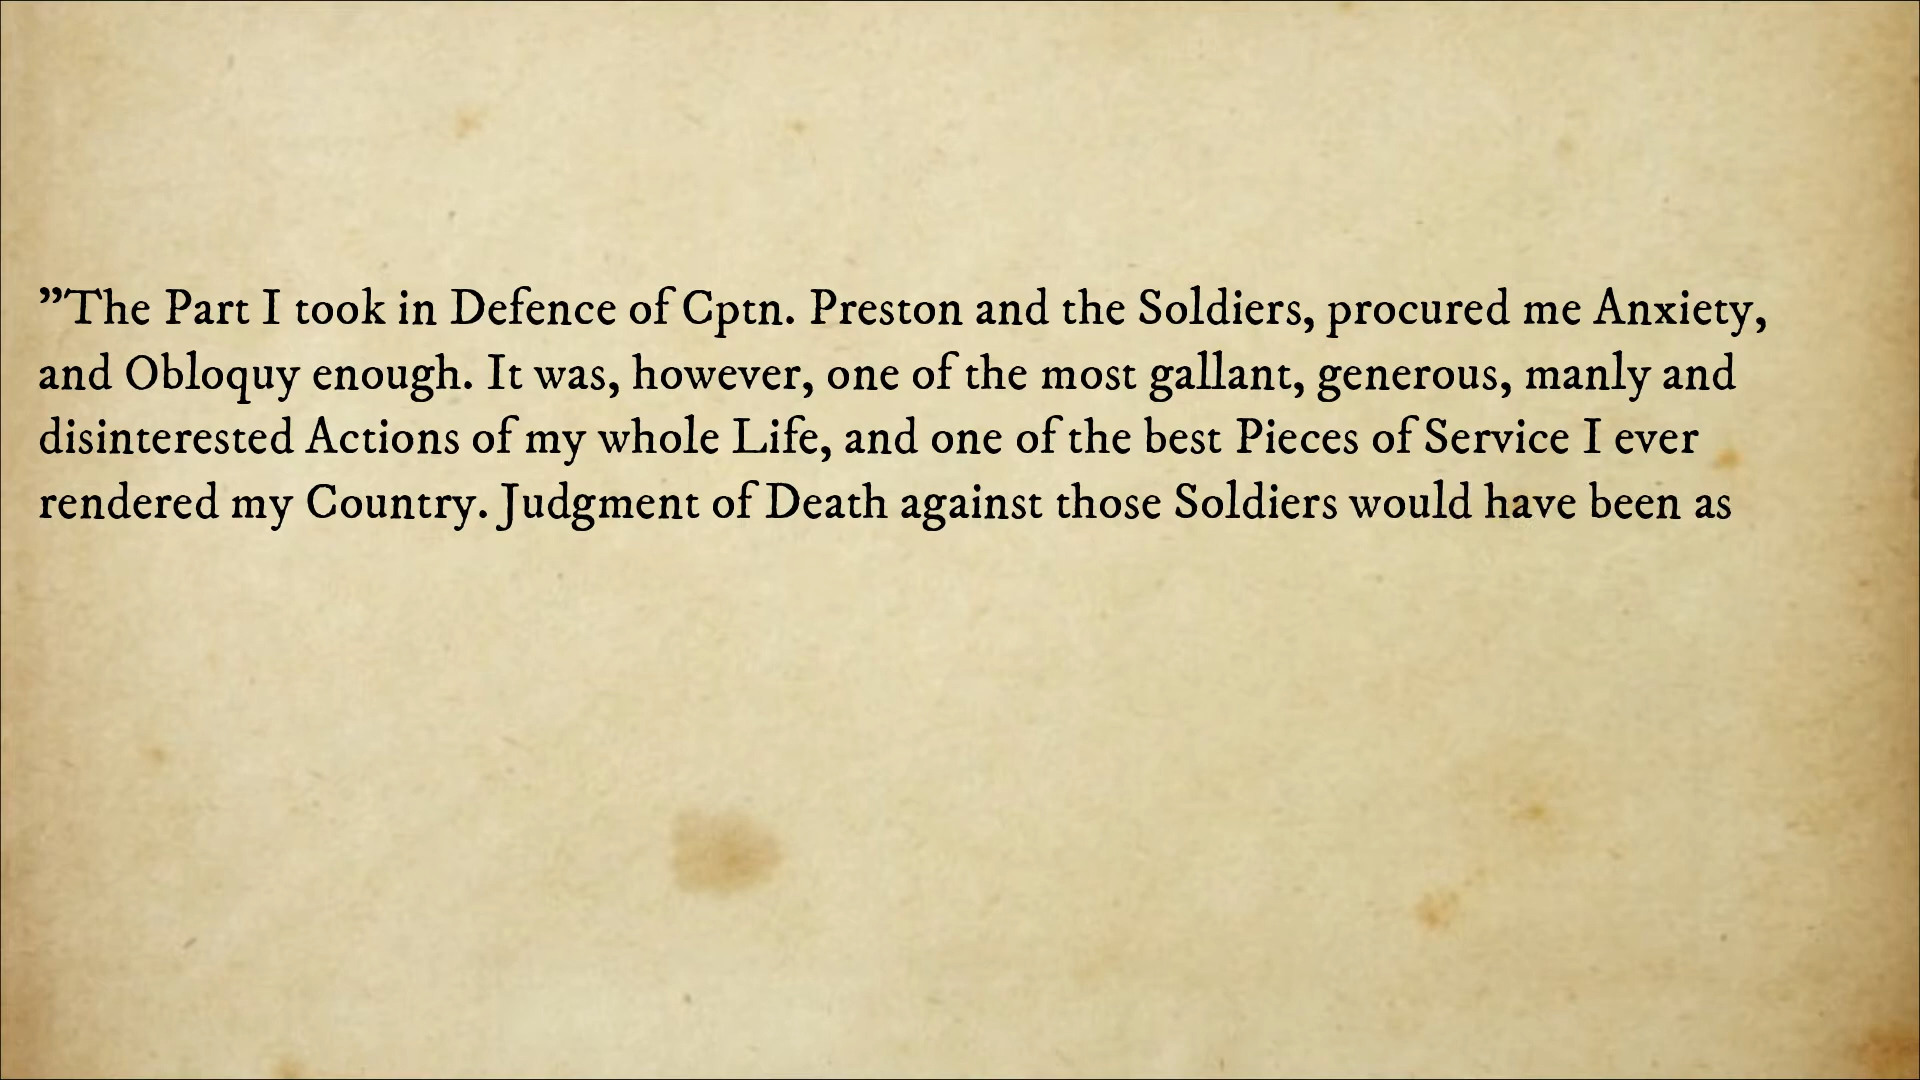 ”The Part I took in Defence of Cptn. Preston and the Soldiers, procured me Anxiety,
and Obloquy enough. It was, however, one of the most gallant, generous, manly and
disinterested Actions of my whole Life, and one of the best Pieces of Service I ever
rendered my Country. Judgment of Death against those Soldiers would have been as